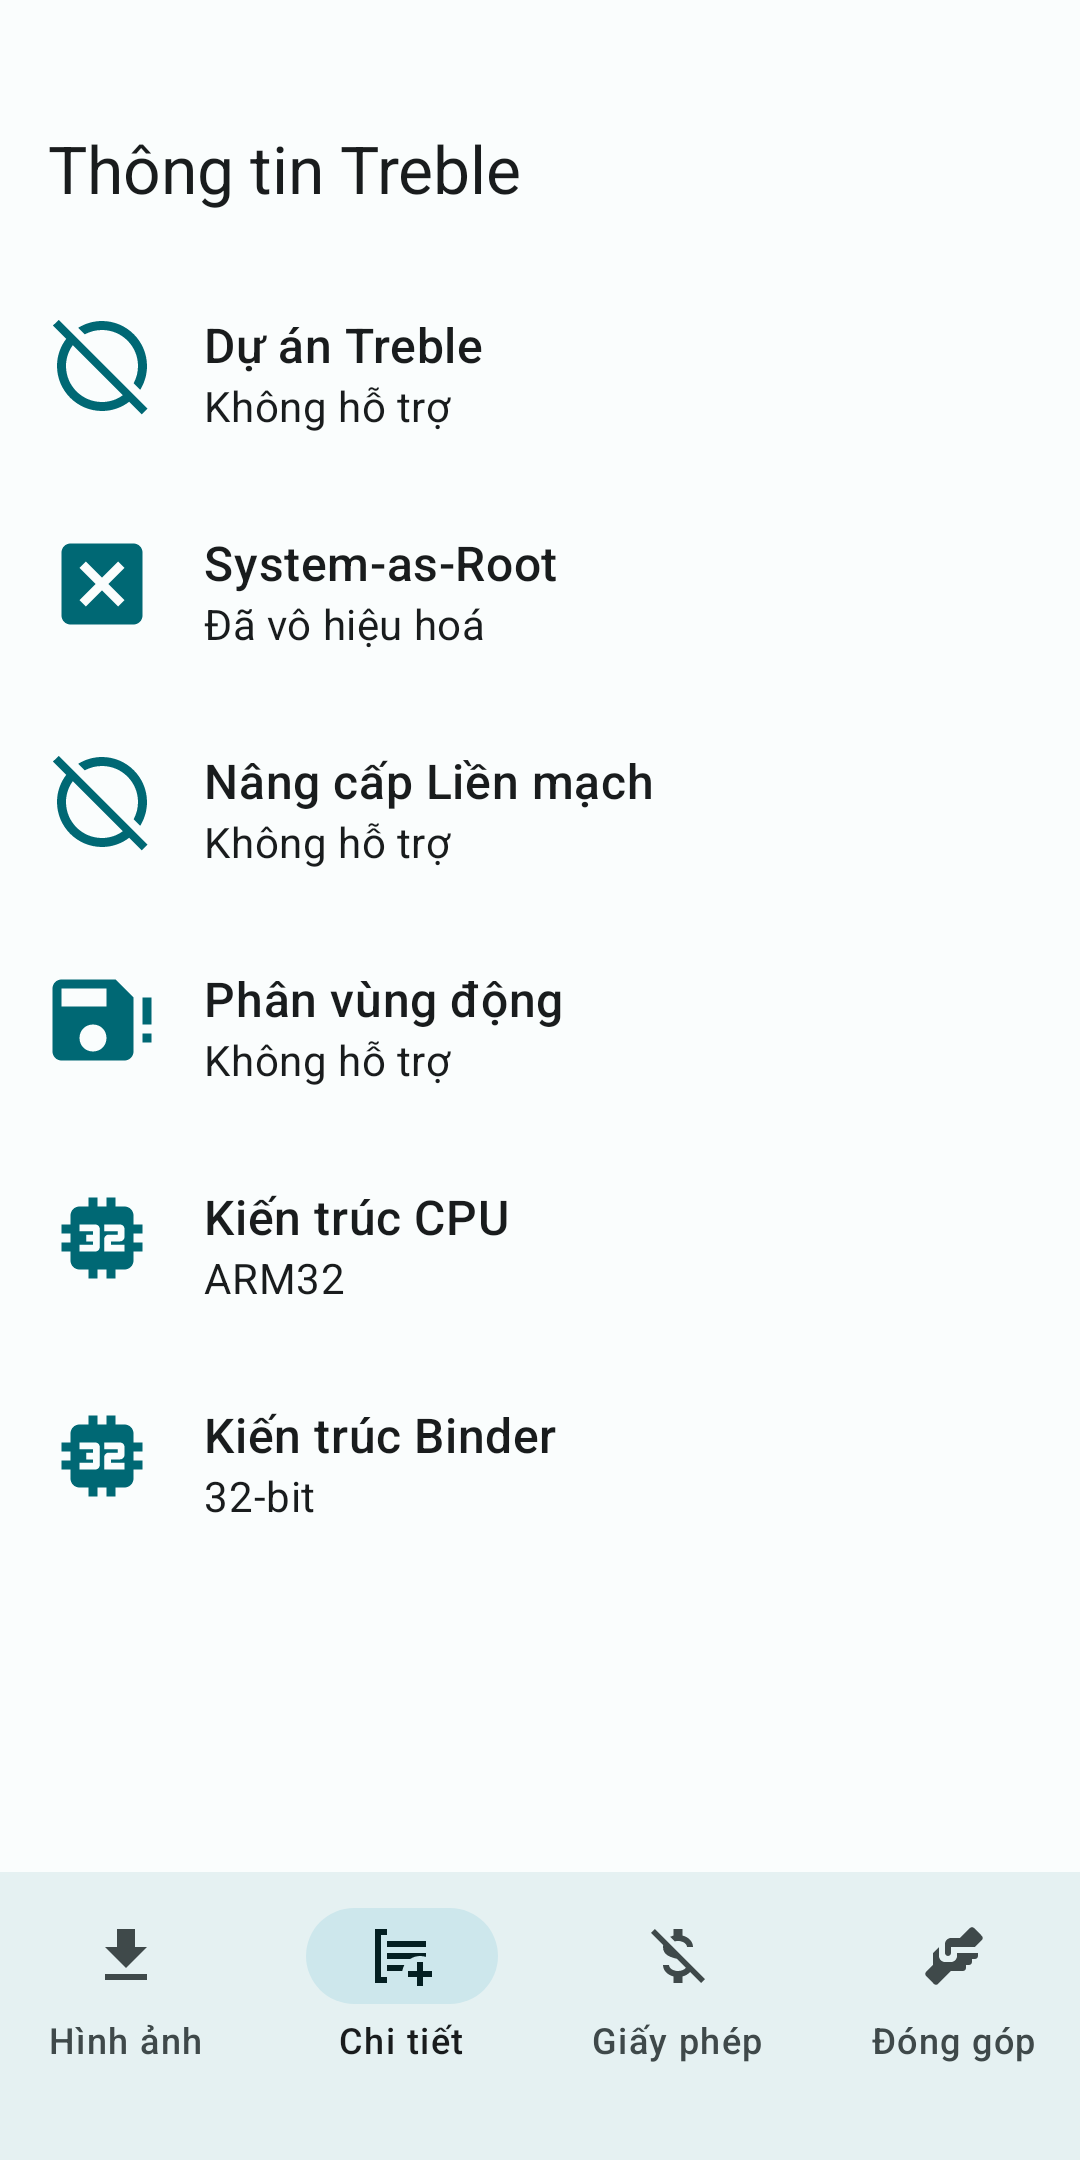 Thông tin Treble
Dự án Treble
Không hỗ trợ
System-as-Root
Đã vô hiệu hoá
Nâng cấp Liền mạch
Không hỗ trợ
Phân vùng động
Không hỗ trợ
32
Kiến trúc CPU
ARM32
32
Kiến trúc Binder
32-bit
Hình ảnh
Chi tiết
Giấy phép
Đóng góp